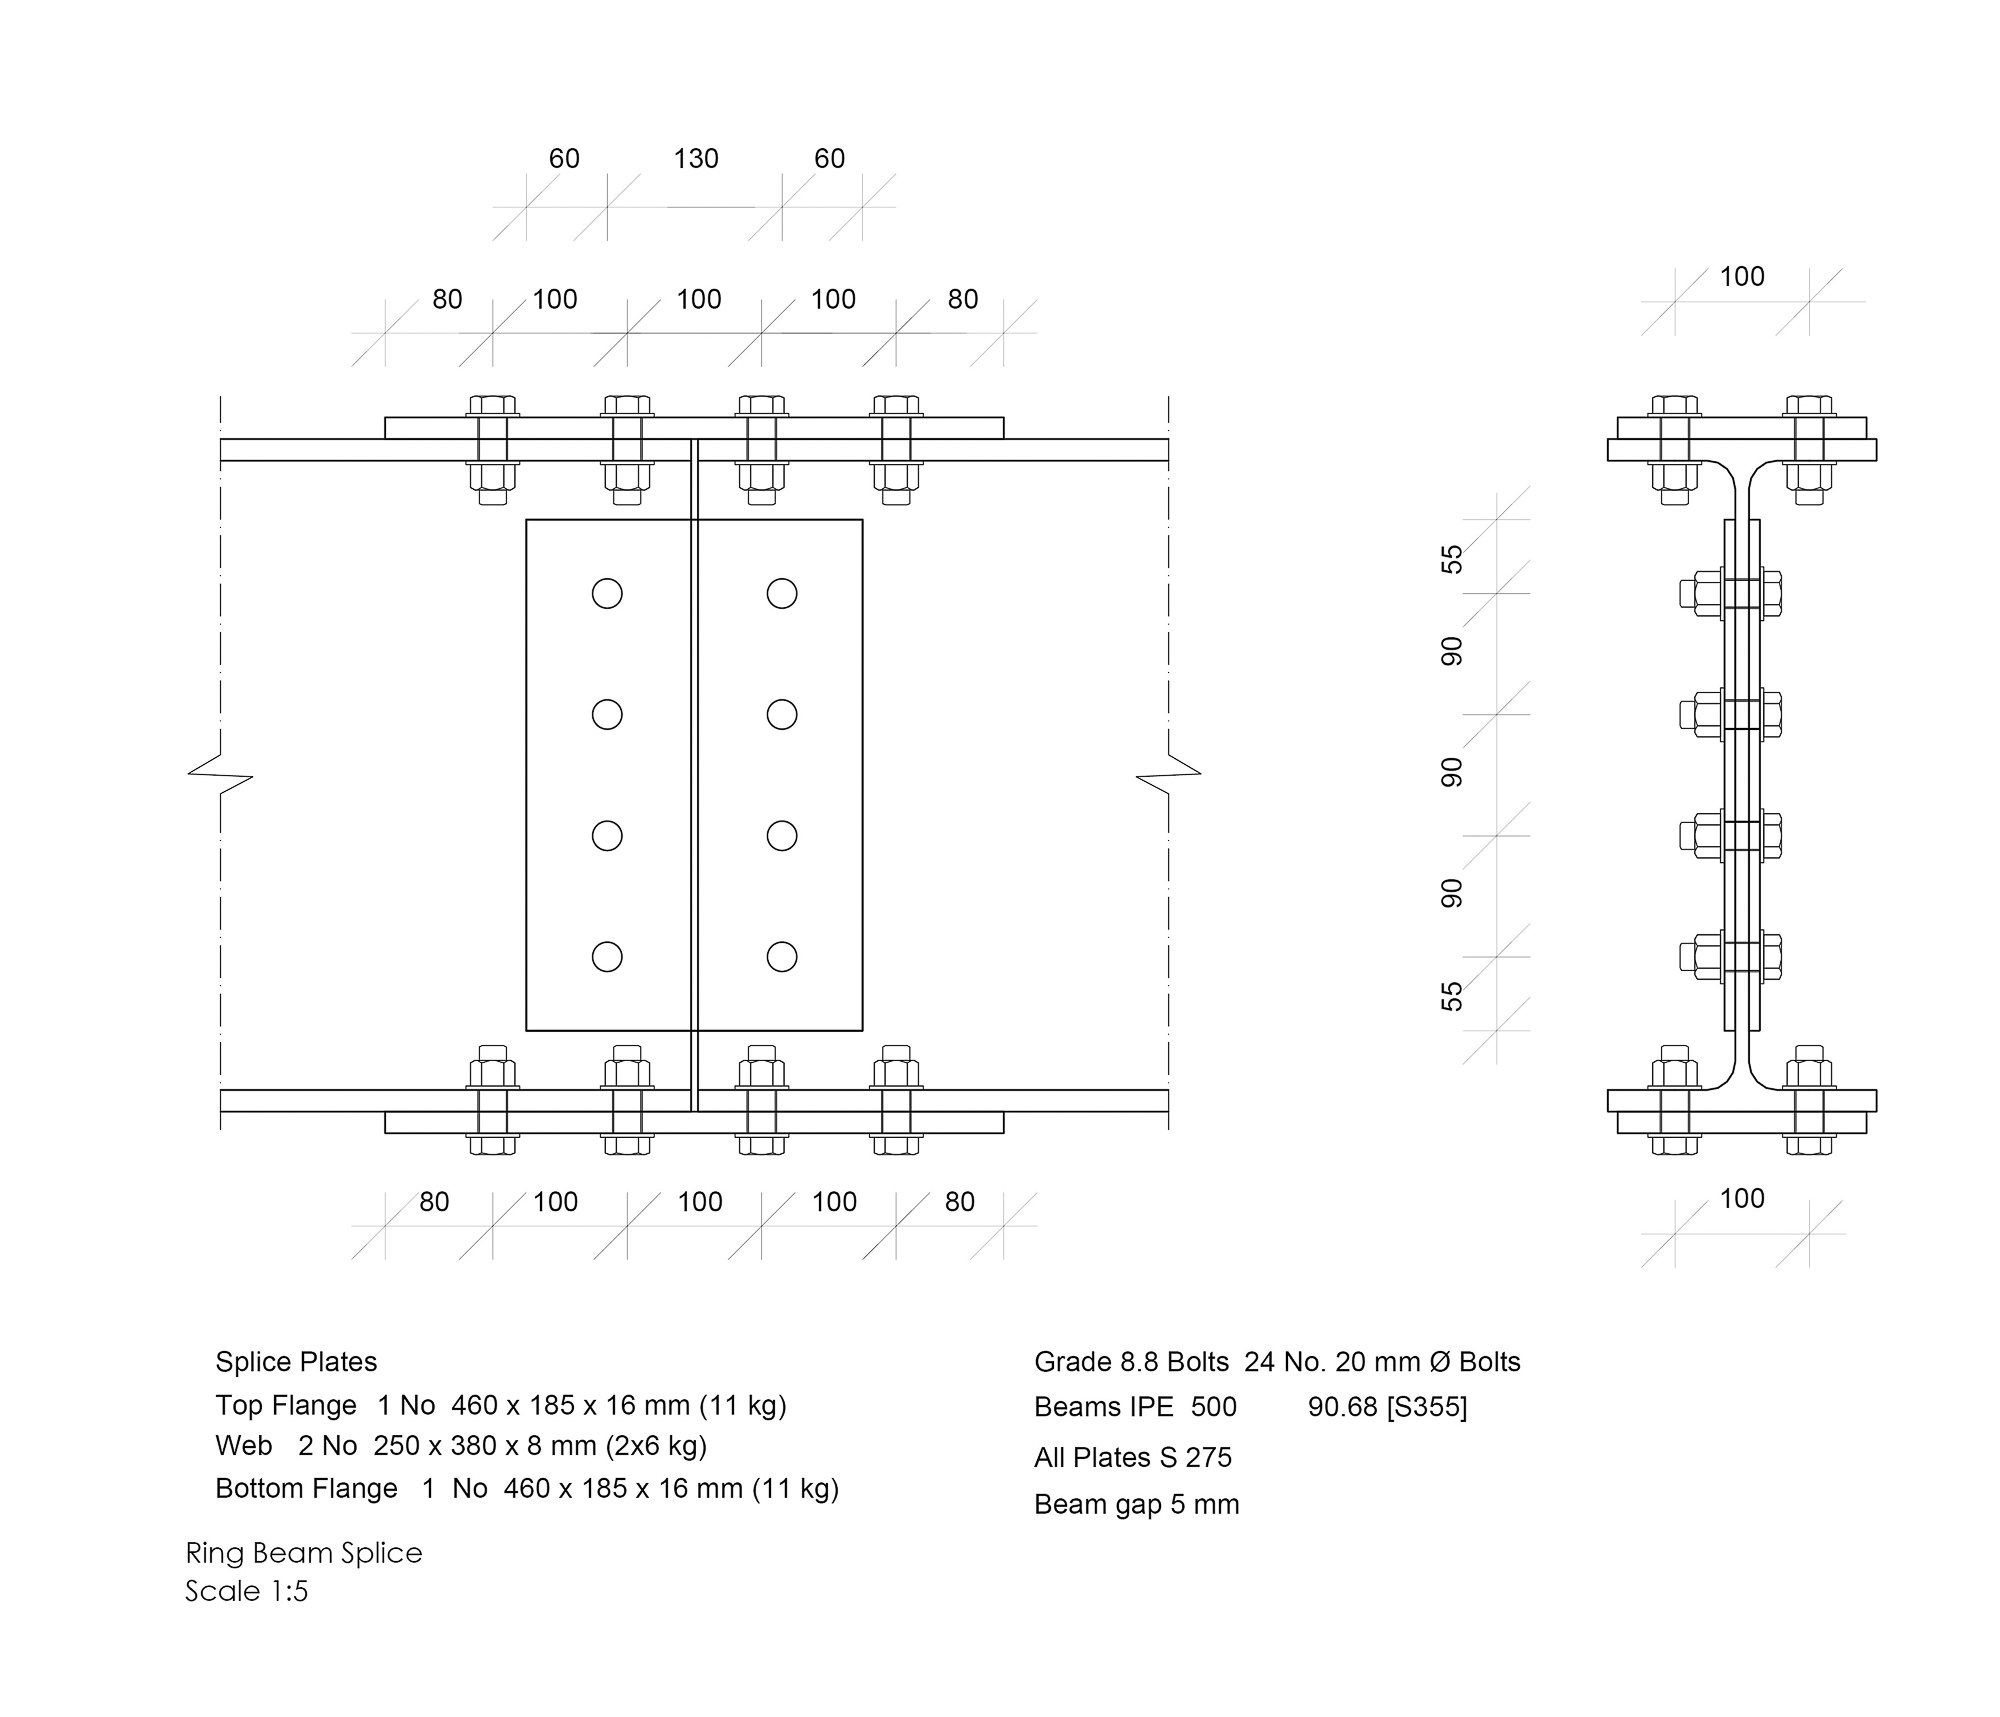 60 130 60
80 100 100 100 80
100
55
90
90
90
55
80 100 100 100 80
100
Splice Plates
Top Flange 1 No 460 x 185 x 16 mm (11 kg)
Web 2 No 250 x 380 x 8 mm (2x6 kg)
Bottom Flange 1 No 460 x 185 x 16 mm (11 kg)
Grade 8.8 Bolts 24 No. 20 mm Ø Bolts
Beams IPE 500 90.68 [S355]
All Plates S 275
Beam gap 5 mm
Ring Beam Splice
Scale 1:5